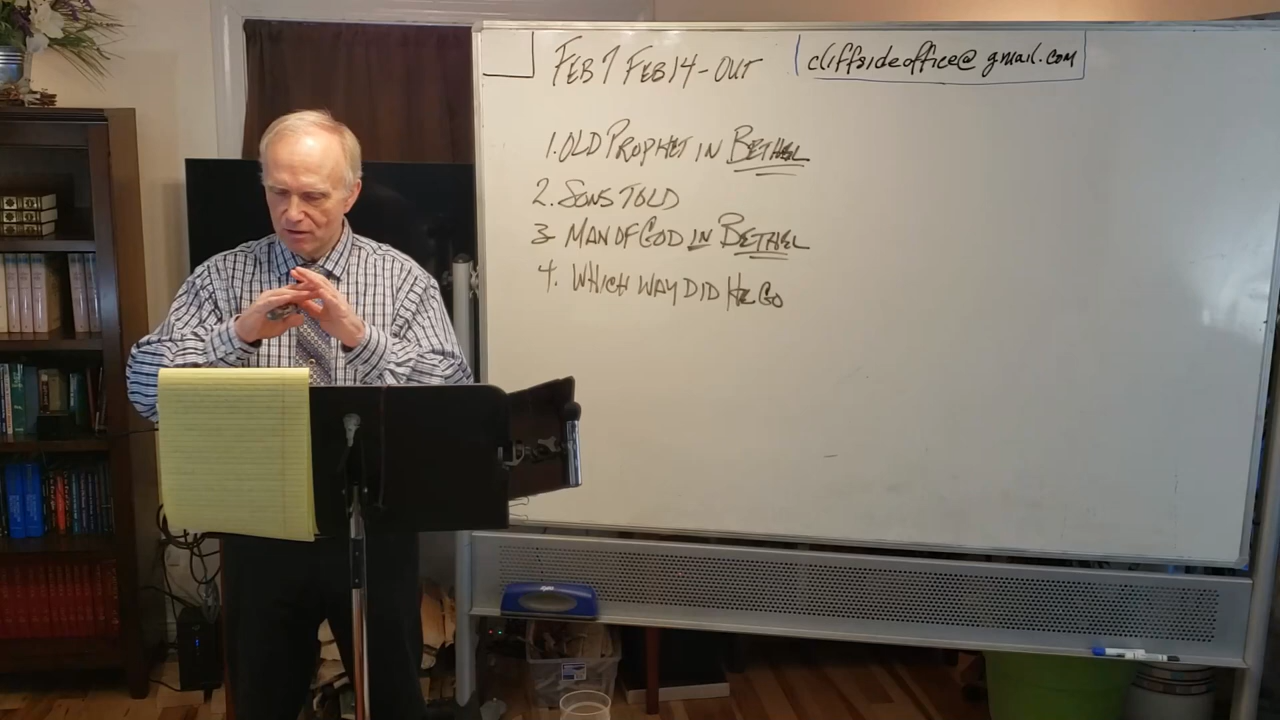 FEB 7 FEB 14-OUT
cliffsideoffice@gmail.com
1. OLD PROPHET IN BETHEL
2. SONS TOLD
3 MAN OF GOD IN BETHEL
4. WHICH WAY DID HE GO